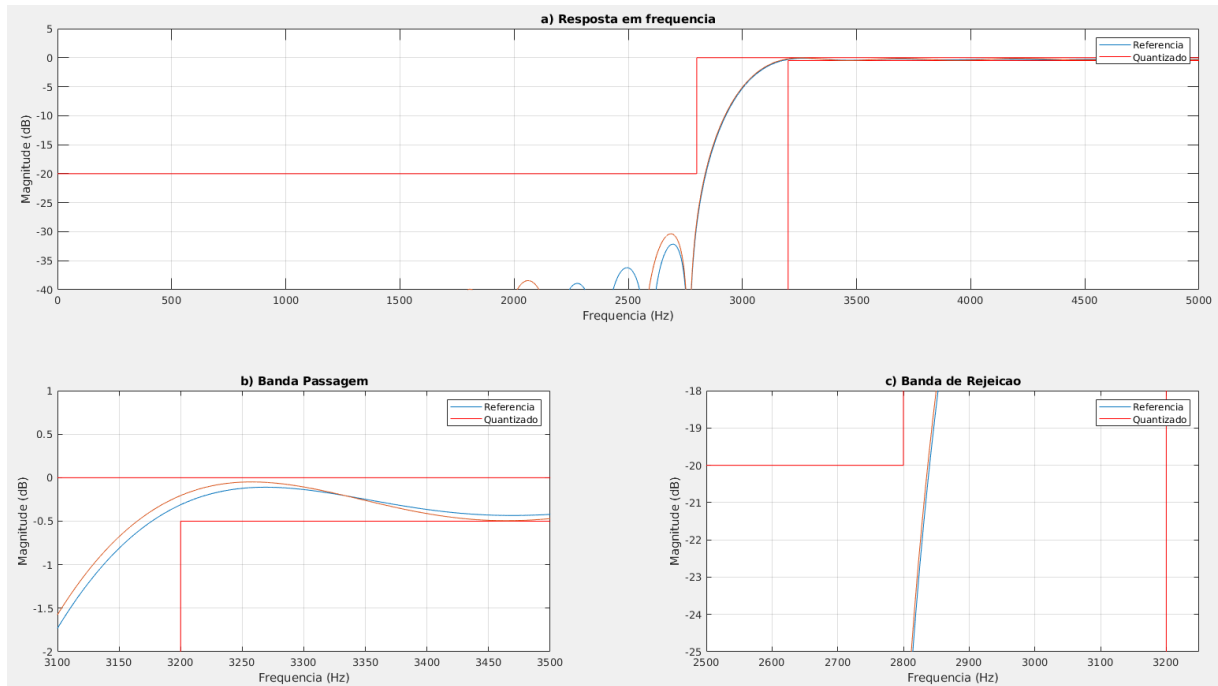 a) Resposta em frequencia
5
0
-5
-10
-15
-20
-25
-30
-35
-40
Magnitude (dB)
Referencia
Quantizado
0 500 1000 1500 2000 2500 3000 3500 4000 4500 5000
Frequencia (Hz)
b) Banda Passagem
1
0.5
0
-0.5
-1
-1.5
-2
Magnitude (dB)
Referencia
Quantizado
3100 3150 3200 3250 3300 3350 3400 3450 3500
Frequencia (Hz)
c) Banda de Rejeicao
-18
-19
-20
-21
-22
-23
-24
-25
Magnitude (dB)
Referencia
Quantizado
2500 2600 2700 2800 2900 3000 3100 3200
Frequencia (Hz)